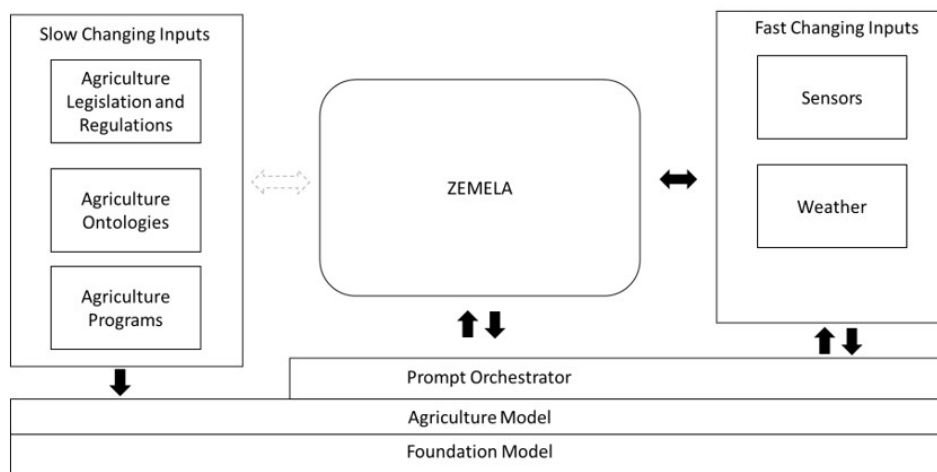 Slow Changing Inputs
Agriculture
Legislation and
Regulations
Agriculture
Ontologies
Agriculture
Programs
ZEMELA
Fast Changing Inputs
Sensors
Weather
Prompt Orchestrator
Agriculture Model
Foundation Model